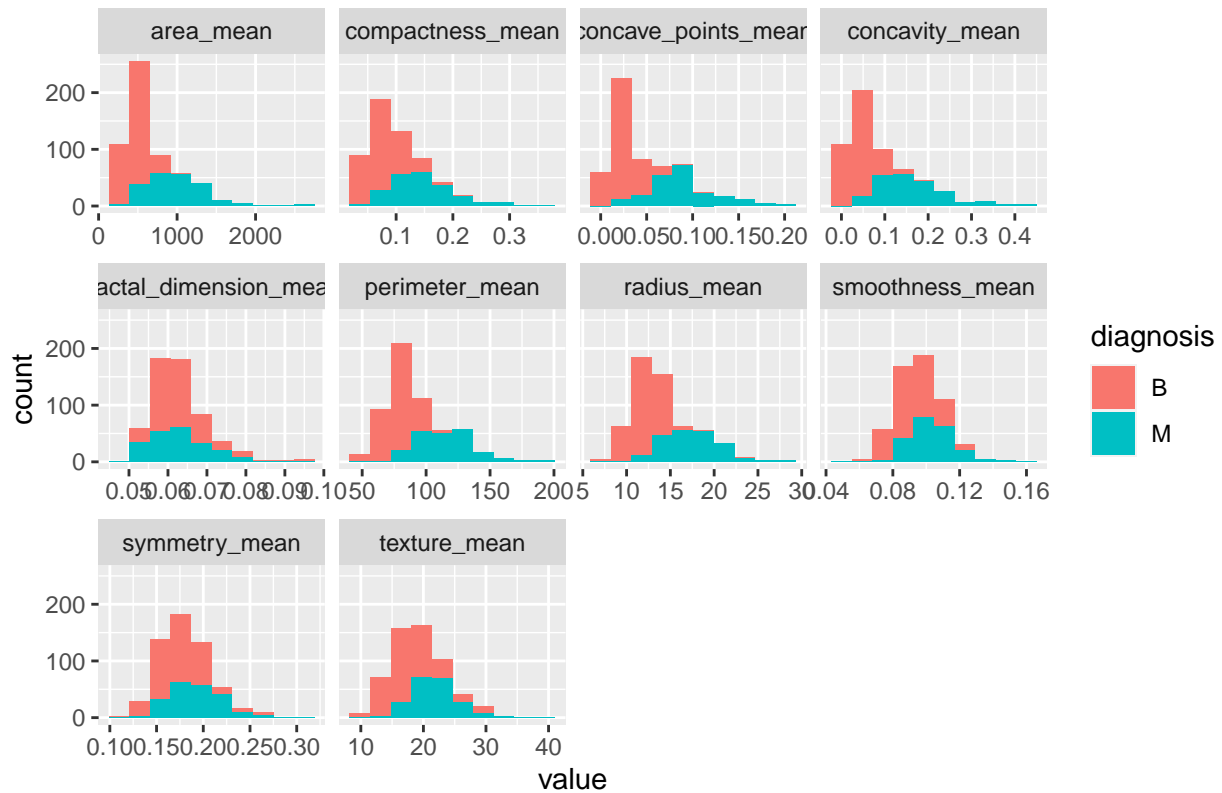 area_mean compactness_mean concave_points_mean concavity_mean
200
100
0
0 1000 2000 0.1 0.2 0.3 0.00 0.05 0.10 0.15 0.20 0.0 0.1 0.2 0.3 0.4
actal_dimension_mea perimeter_mean radius_mean smoothness_mean
200
100
0
0.05 0.06 0.07 0.08 0.09 0.10 50 100 150 200 5 10 15 20 25 30 0.04 0.08 0.12 0.16
symmetry_mean texture_mean
200
100
0
0.10 0.15 0.20 0.25 0.30 10 20 30 40
value
count
diagnosis
B
M